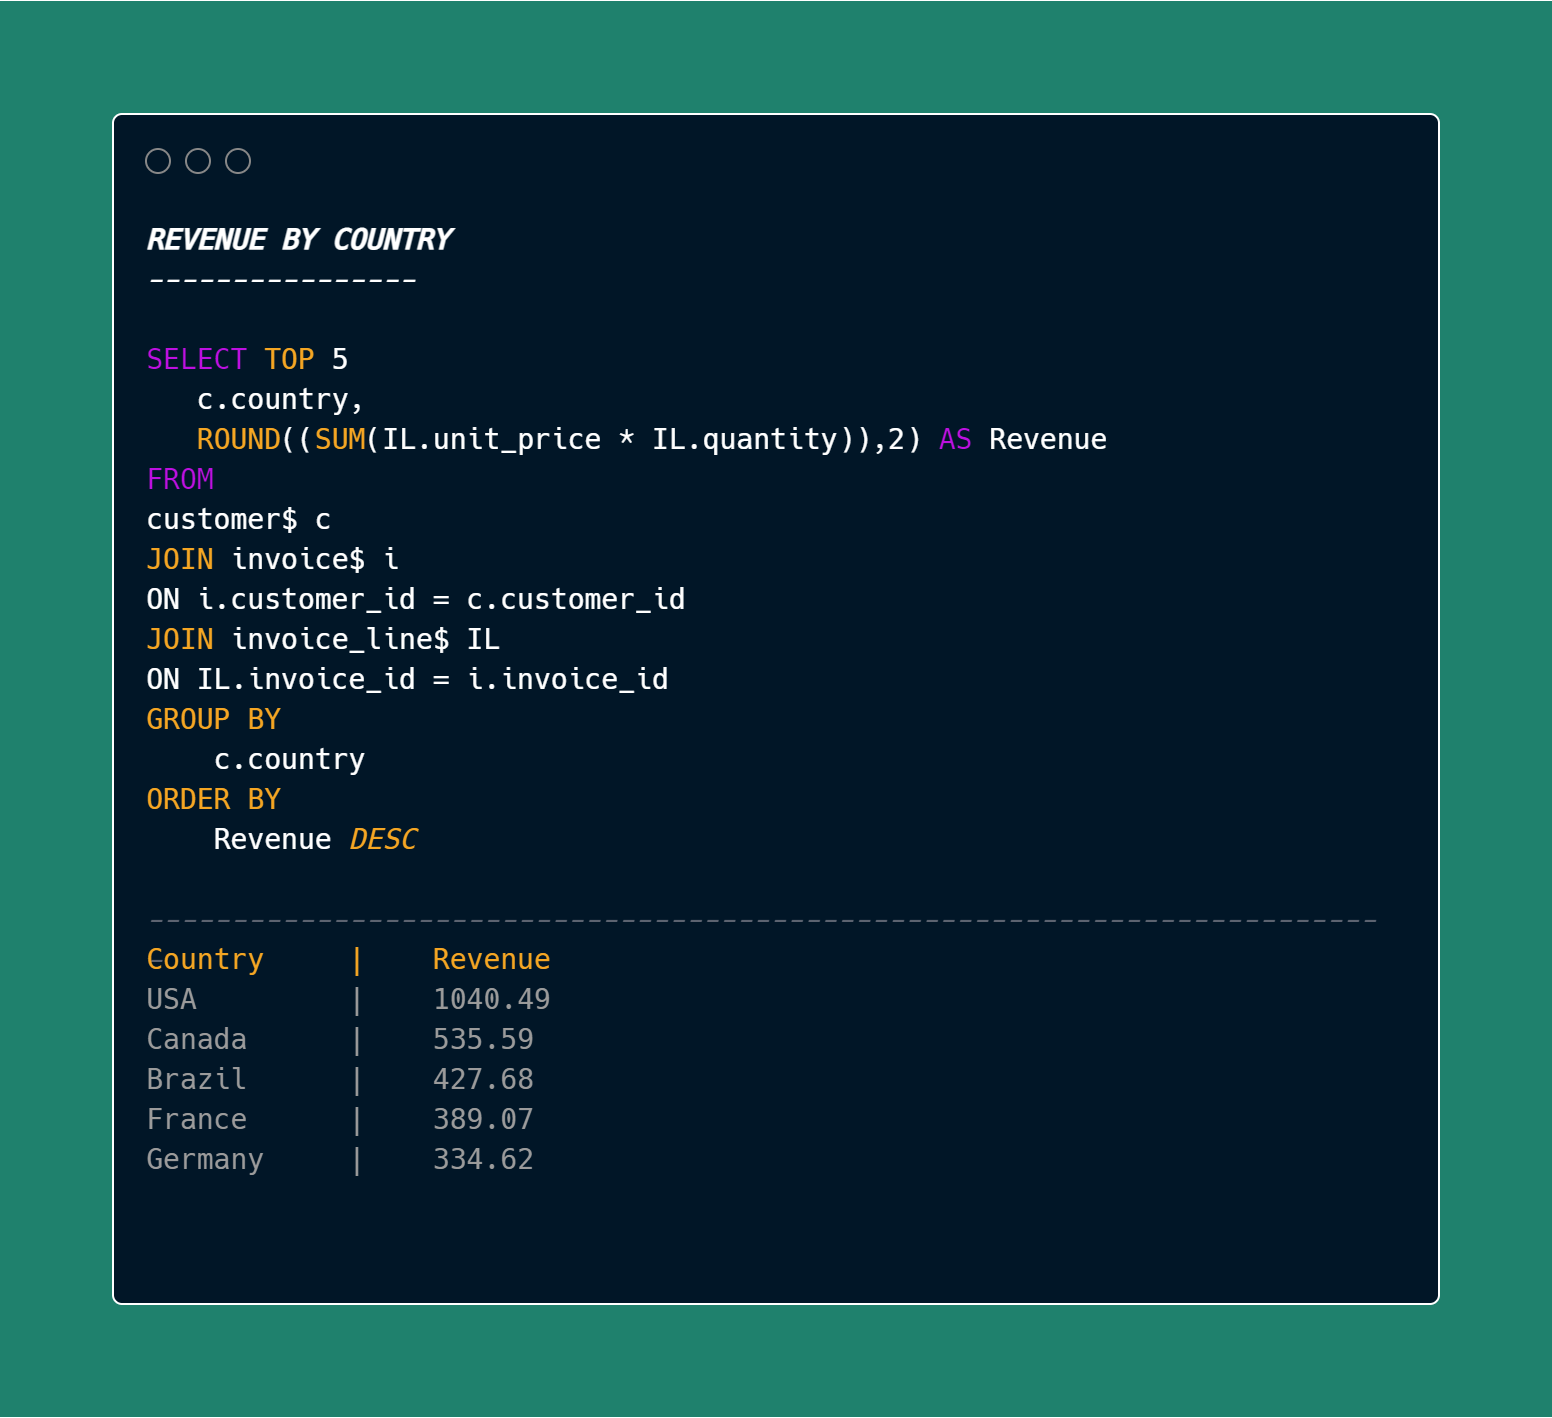 REVENUE BY COUNTRY
----------------
SELECT TOP 5
   c.country,
   ROUND((SUM(IL.unit_price * IL.quantity)),2) AS Revenue
FROM
customer$ c
JOIN invoice$ i
ON i.customer_id = c.customer_id
JOIN invoice_line$ IL
ON IL.invoice_id = i.invoice_id
GROUP BY
    c.country
ORDER BY
    Revenue DESC
-------------------------------------------------------------------------
Country     |    Revenue
USA         |    1040.49
Canada      |    535.59
Brazil      |    427.68
France      |    389.07
Germany     |    334.62